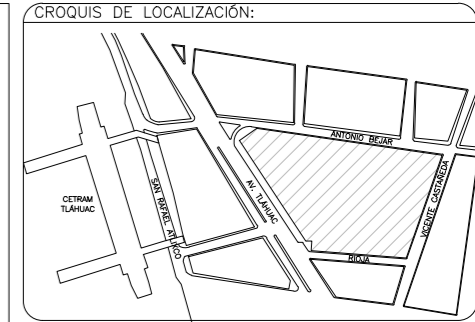 CROQUIS DE LOCALIZACIÓN:
ANTONIO BEJAR
CETRAM
TLÁHUAC
SAN RAFAEL ATLIXCO
AV. TLÁHUAC
VICENTE CASTAÑEDA
RIOJA